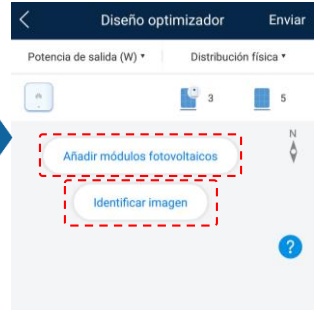 Diseño optimizador Enviar
Potencia de salida (W) Distribución física
3 5
N
Añadir módulos fotovoltaicos
Identificar imagen
?